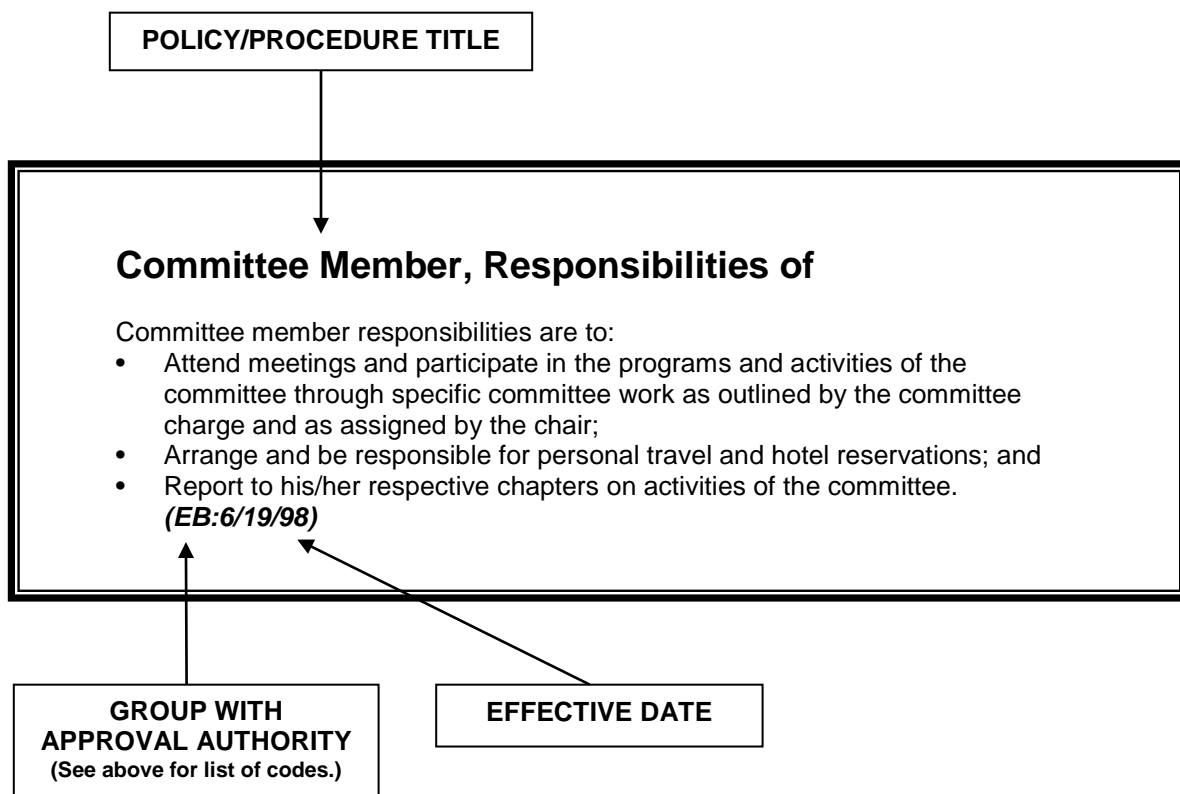 POLICY/PROCEDURE TITLE
Committee Member, Responsibilities of
Committee member responsibilities are to:
• Attend meetings and participate in the programs and activities of the
committee through specific committee work as outlined by the committee
charge and as assigned by the chair;
• Arrange and be responsible for personal travel and hotel reservations; and
• Report to his/her respective chapters on activities of the committee.
(EB:6/19/98)
GROUP WITH
APPROVAL AUTHORITY
(See above for list of codes.)
EFFECTIVE DATE